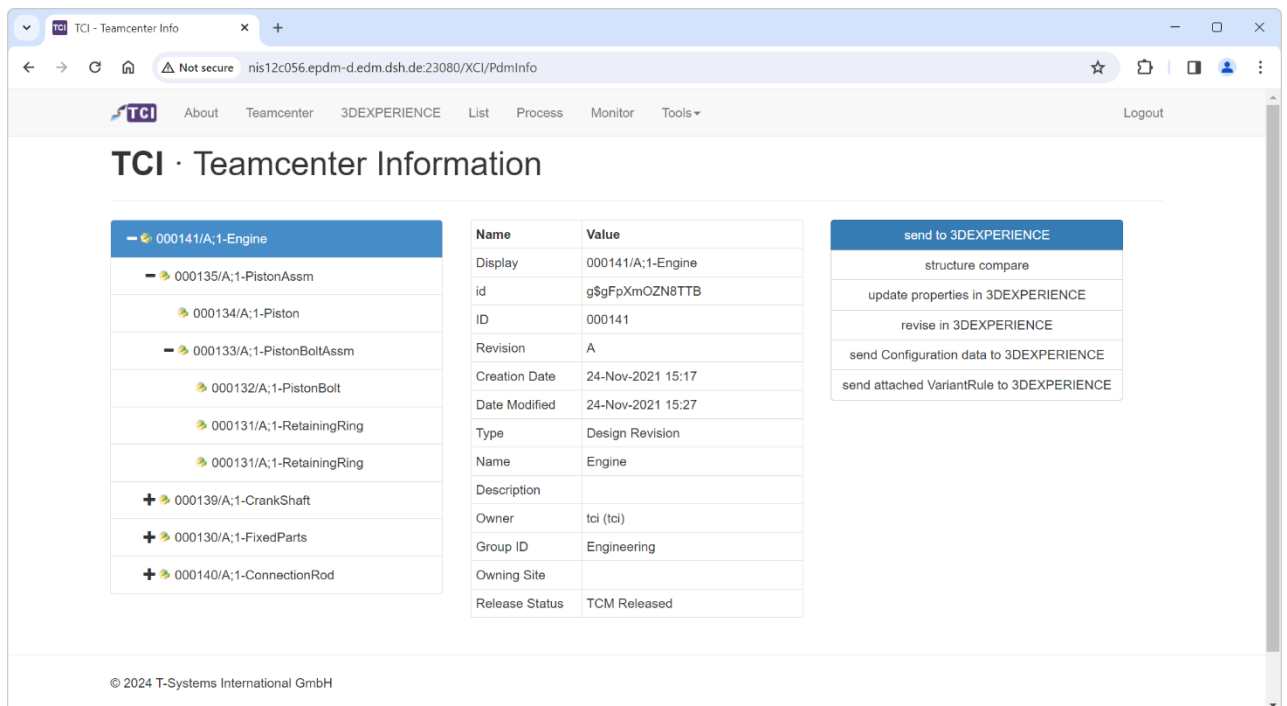 TCI TCI - Teamcenter Info
Not secure nis12c056.epdm-d.edm.dsh.de:23080/XCI/PdmInfo
TCI About Teamcenter 3DEXPERIENCE List Process Monitor Tools Logout
TCI · Teamcenter Information
000141/A;1-Engine
000135/A;1-PistonAssm
000134/A;1-Piston
000133/A;1-PistonBoltAssm
000132/A;1-PistonBolt
000131/A;1-RetainingRing
000131/A;1-RetainingRing
000139/A;1-CrankShaft
000130/A;1-FixedParts
000140/A;1-ConnectionRod
Name Value
Display 000141/A;1-Engine
id g$gFpXmOZN8TTB
ID 000141
Revision A
Creation Date 24-Nov-2021 15:17
Date Modified 24-Nov-2021 15:27
Type Design Revision
Name Engine
Description
Owner tci (tci)
Group ID Engineering
Owning Site
Release Status TCM Released
send to 3DEXPERIENCE
structure compare
update properties in 3DEXPERIENCE
revise in 3DEXPERIENCE
send Configuration data to 3DEXPERIENCE
send attached VariantRule to 3DEXPERIENCE
© 2024 T-Systems International GmbH